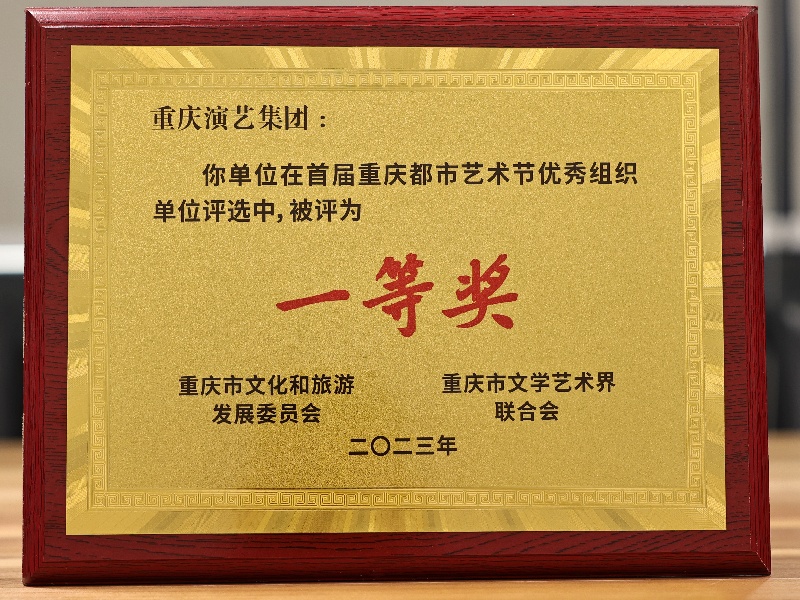 重庆演艺集团：
你单位在首届重庆都市艺术节优秀组织
单位评选中,被评为
一等奖
重庆市文化和旅游
发展委员会
重庆市文学艺术界
联合会
二〇二三年